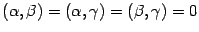 (α, β) = (α, γ) = (β, γ) = 0